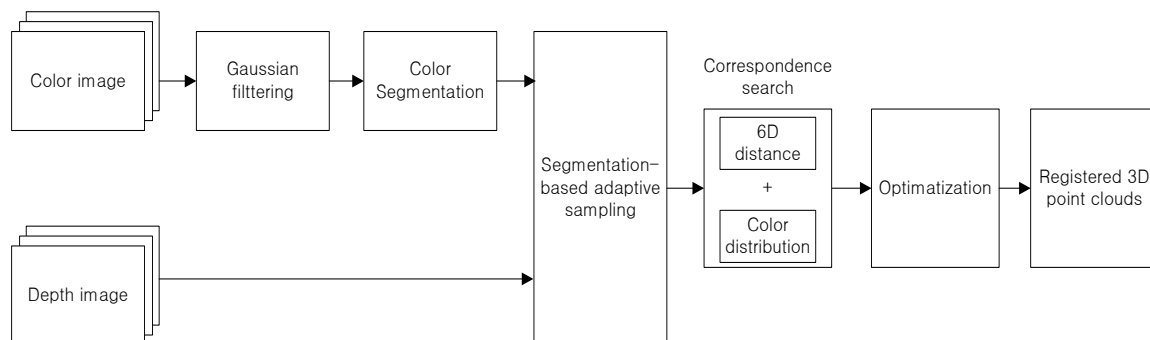 Color image
Gaussian
filttering
Color
Segmentation
Depth image
Segmentation-
based adaptive
sampling
Correspondence
search
6D
distance
+
Color
distribution
Optimatization
Registered 3D
point clouds